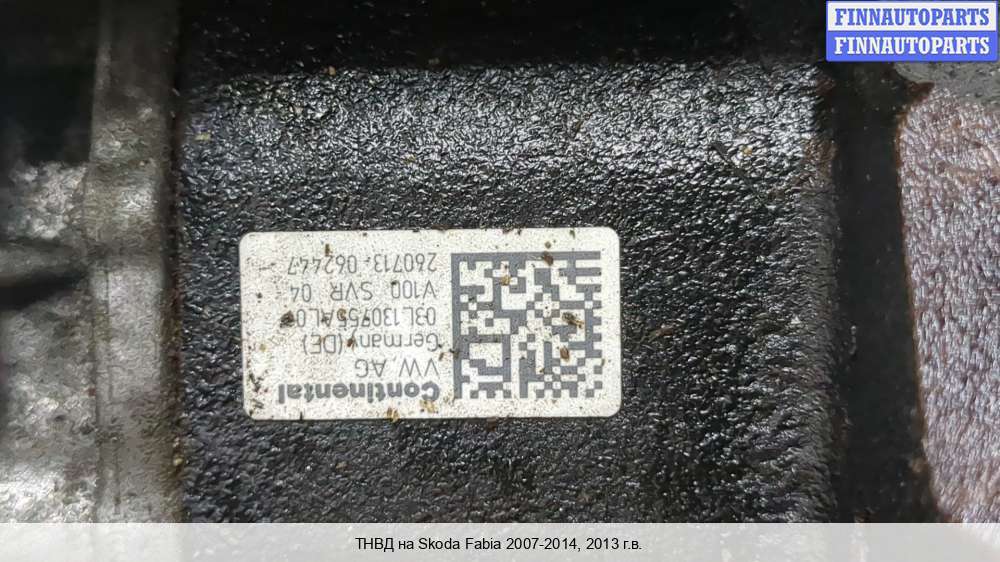 FINNAUTOPARTS
FINNAUTOPARTS
Continental
VW AG
Germany(DE)
03L130755AL
V100 SVR 04
260713 062447
ТНВД на Skoda Fabia 2007-2014, 2013 г.в.